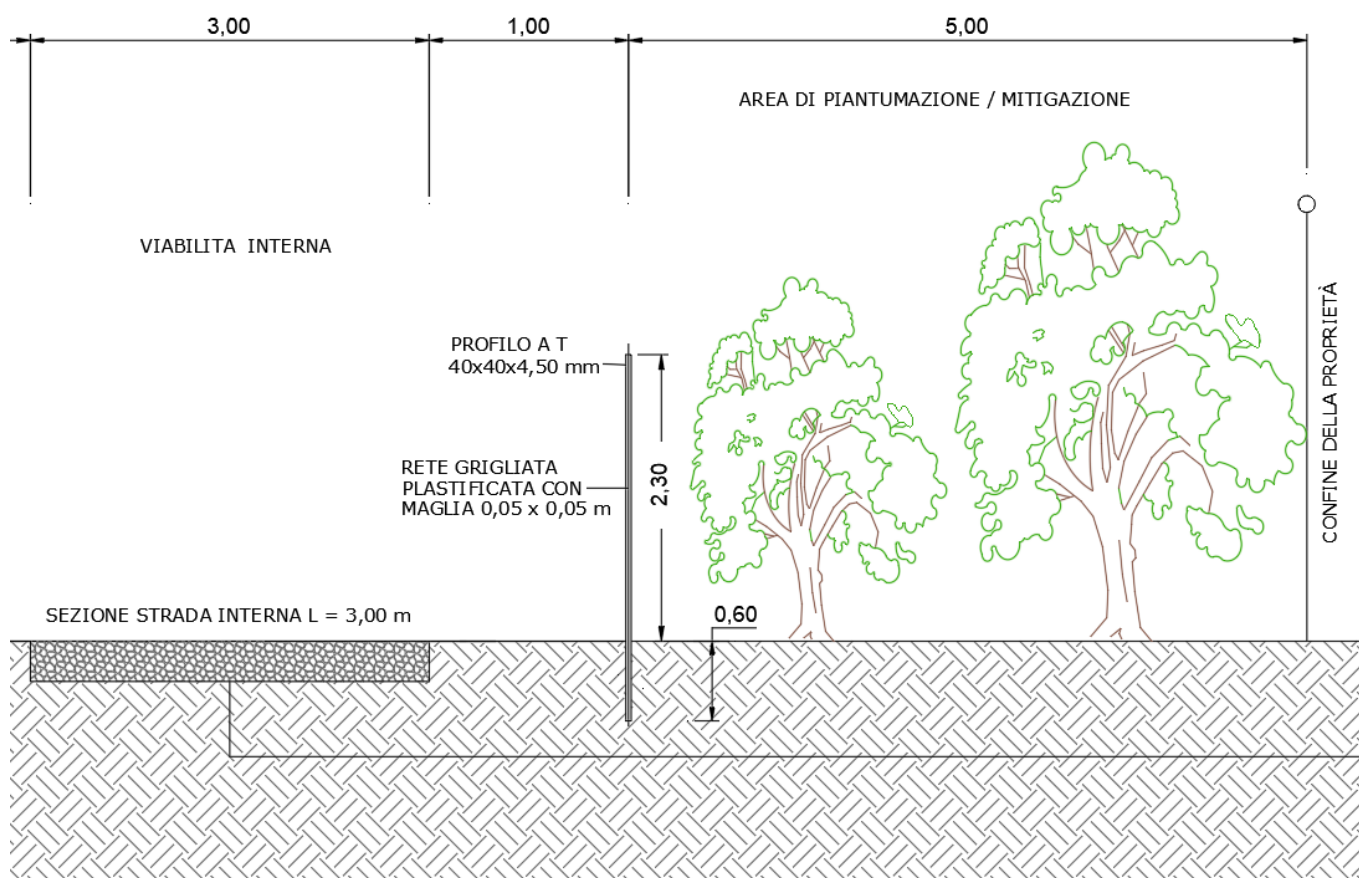 3,00
1,00
5,00
AREA DI PIANTUMAZIONE / MITIGAZIONE
VIABILITA INTERNA
PROFILO A T
40x40x4,50 mm
RETE GRIGLIATA
PLASTIFICATA CON
MAGLIA 0,05 x 0,05 m
2,30
CONFINE DELLA PROPRIETÀ
SEZIONE STRADA INTERNA L = 3,00 m
0,60